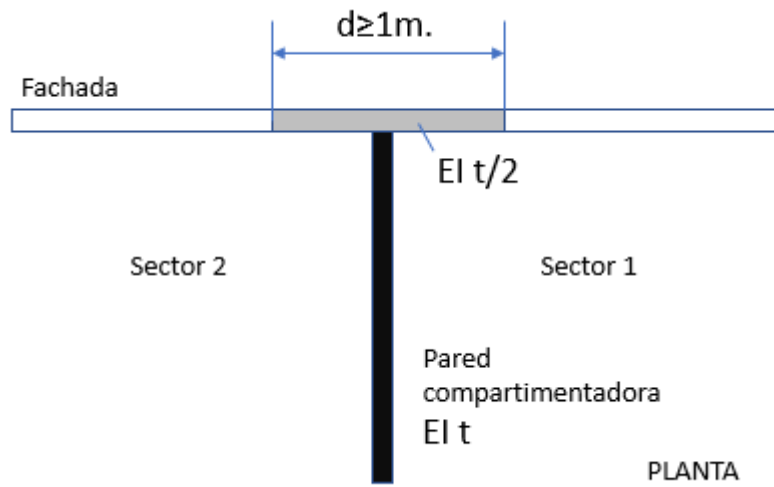 d≥1m.
Fachada
EI t/2
Sector 2
Sector 1
Pared
compartimentadora
EI t
PLANTA